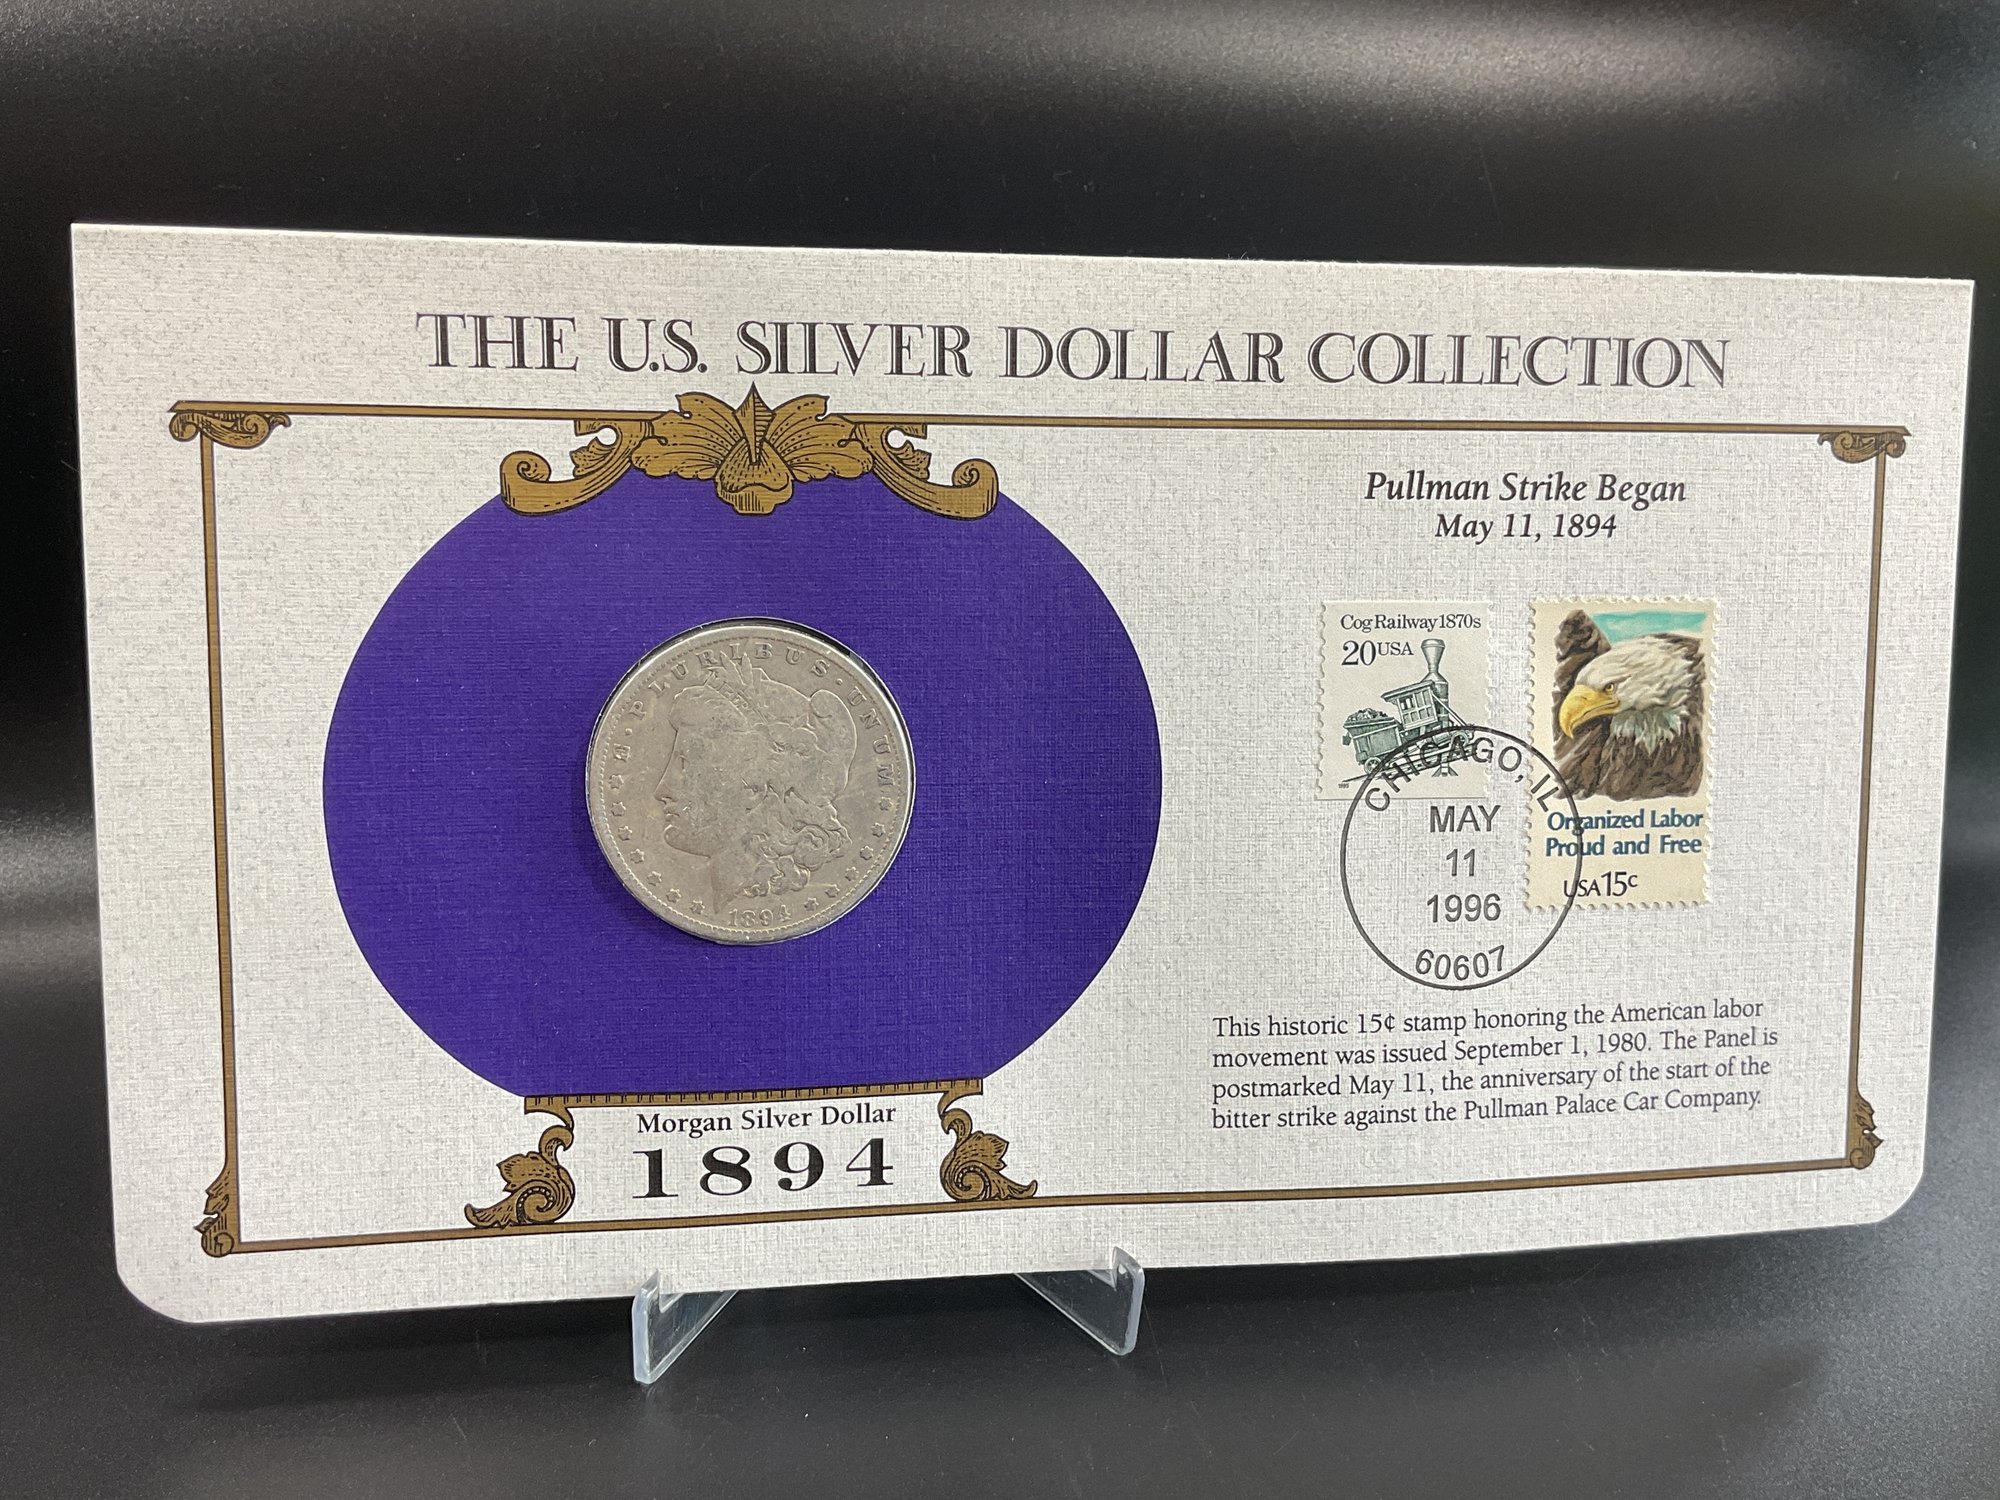 THE U.S. SILVER DOLLAR COLLECTION
E · PLURIBUS · UNUM
1894
Morgan Silver Dollar
1894
Pullman Strike Began
May 11, 1894
Cog Railway 1870s
20 USA
Organized Labor
Proud and Free
USA 15c
CHICAGO, IL
MAY
11
1996
60607
This historic 15¢ stamp honoring the American labor
movement was issued September 1, 1980. The Panel is
postmarked May 11, the anniversary of the start of the
bitter strike against the Pullman Palace Car Company.